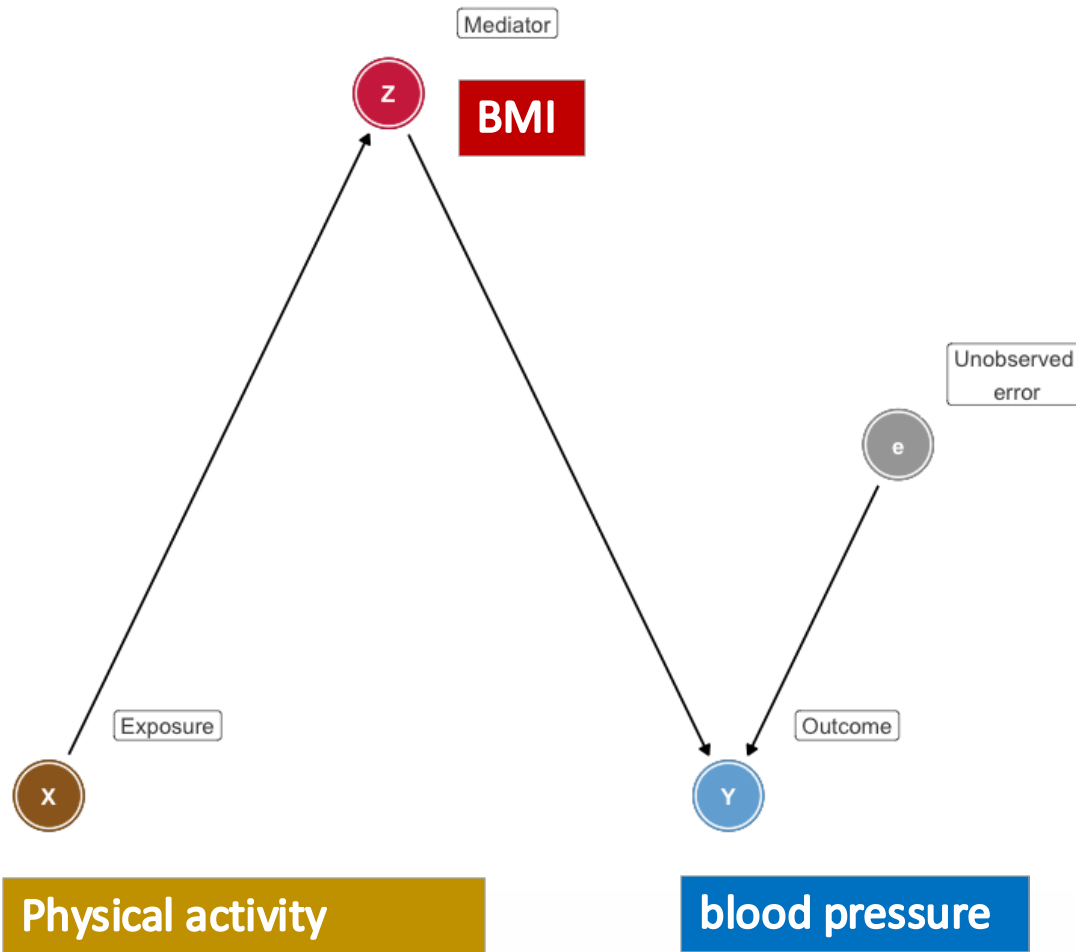 Mediator
Z
BMI
Unobserved
error
e
Exposure
Outcome
X
Y
Physical activity
blood pressure